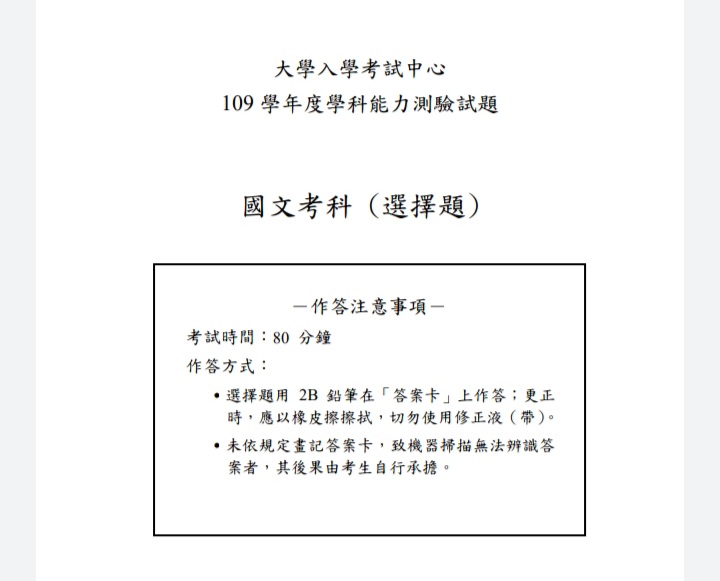 大學入學考試中心
109 學年度學科能力測驗試題
國文考科（選擇題）
－作答注意事項－
考試時間：80 分鐘
作答方式：
•選擇題用 2B 鉛筆在「答案卡」上作答；更正
時，應以橡皮擦擦拭，切勿使用修正液（帶）。
•未依規定畫記答案卡，致機器掃描無法辨識答
案者，其後果由考生自行承擔。